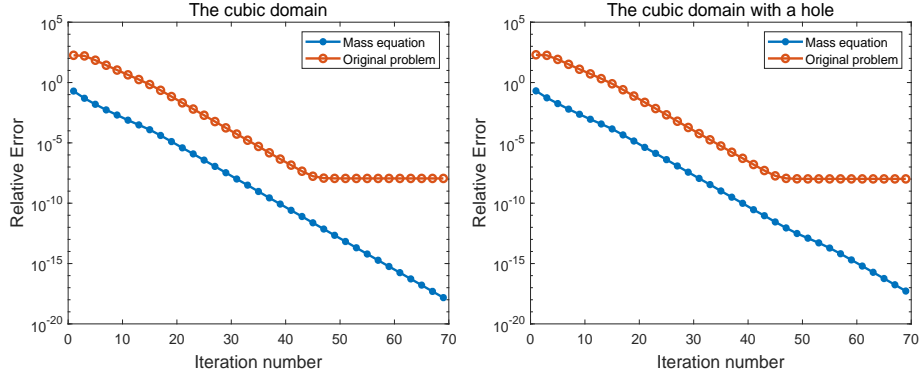 The cubic domain
10^5
10^0
10^-5
10^-10
10^-15
10^-20
Relative Error
0 10 20 30 40 50 60 70
Iteration number
Mass equation
Original problem
The cubic domain with a hole
10^5
10^0
10^-5
10^-10
10^-15
10^-20
Relative Error
0 10 20 30 40 50 60 70
Iteration number
Mass equation
Original problem